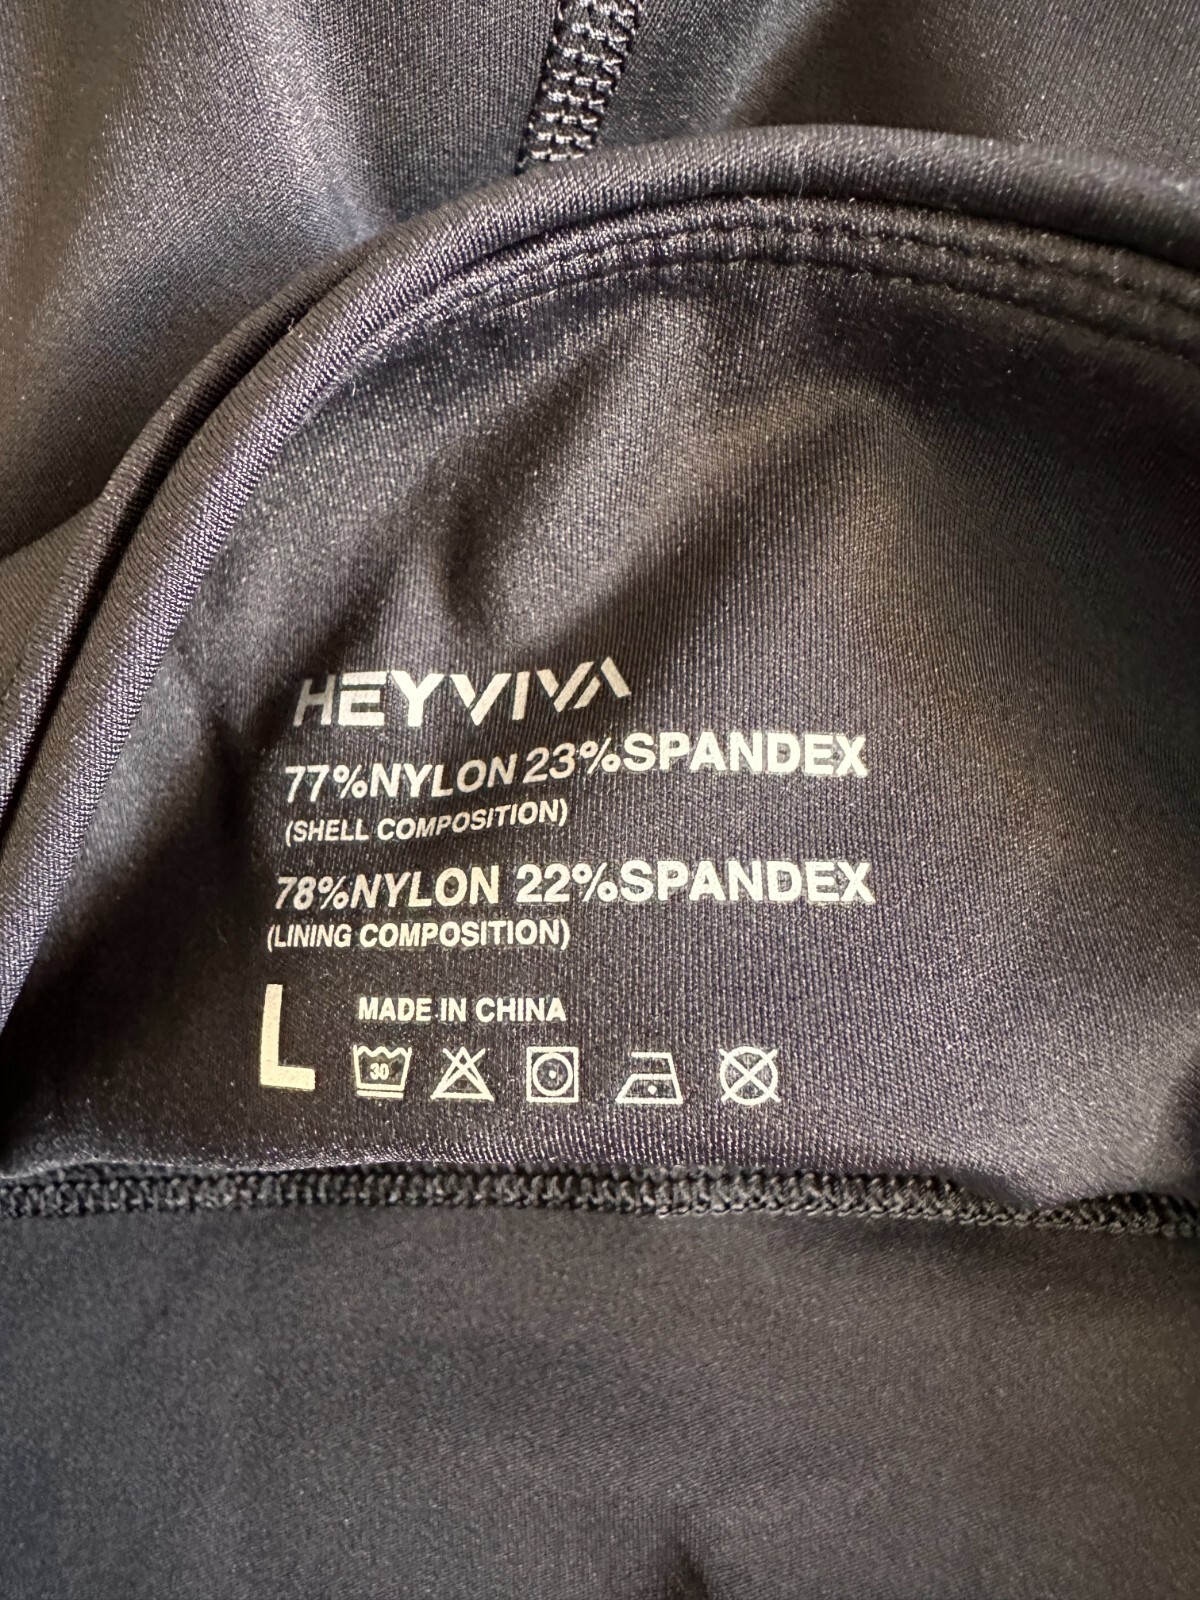 HEYVIVA
77%NYLON 23%SPANDEX
(SHELL COMPOSITION)
78%NYLON 22%SPANDEX
(LINING COMPOSITION)
L
MADE IN CHINA
30